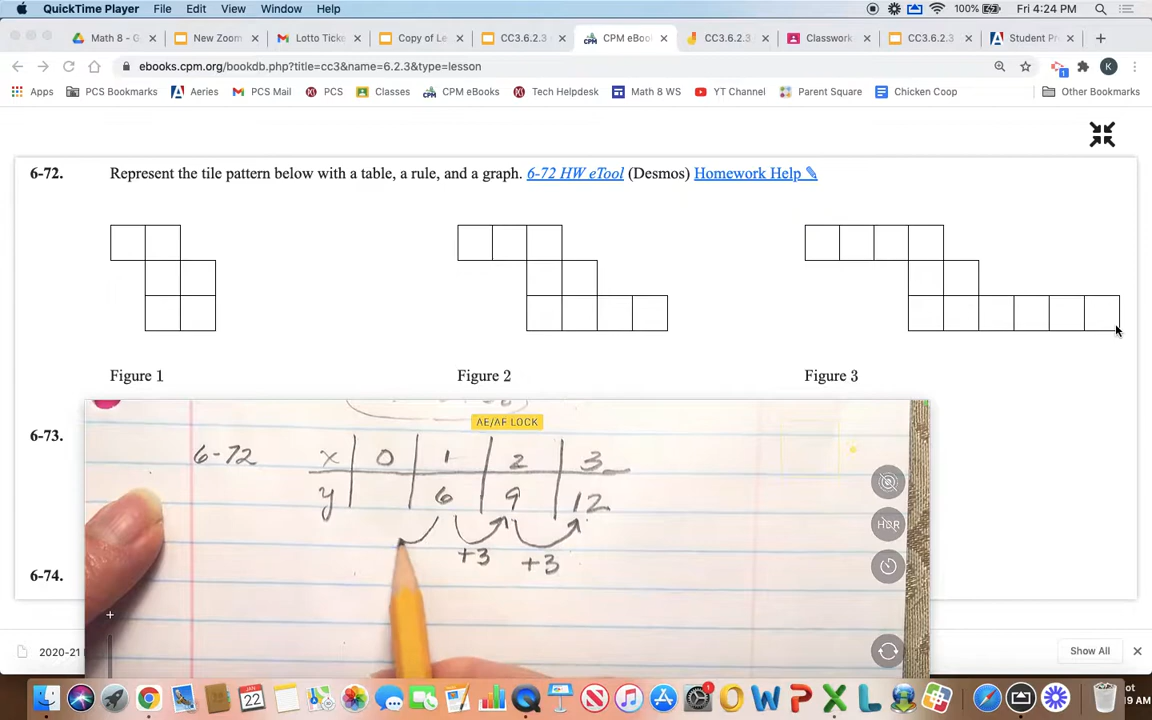 QuickTime Player File Edit View Window Help 100% Fri 4:24 PM
Math 8 - G New Zoom Lotto Ticke Copy of Le CC3.6.2.3 CPM eBoo CC3.6.2.3 Classwork CC3.6.2.3 Student Pr
ebooks.cpm.org/bookdb.php?title=cc3&name=6.2.3&type=lesson K
Apps PCS Bookmarks Aeries PCS Mail PCS Classes CPM eBooks Tech Helpdesk Math 8 WS YT Channel Parent Square Chicken Coop Other Bookmarks
6-72. Represent the tile pattern below with a table, a rule, and a graph. 6-72 HW eTool (Desmos) Homework Help ✎
Figure 1 Figure 2 Figure 3
6-73.
AE/AF LOCK
6-72 x 0 1 2 3
y 6 9 12
HDR
+3 +3
6-74.
2020-21 Show All
JAN 22